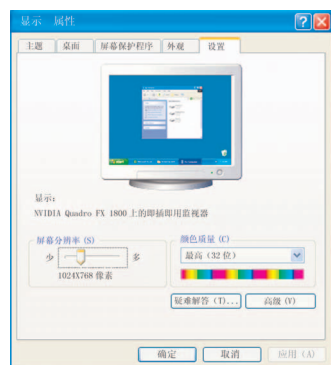 显示 属性
主题 桌面 屏幕保护程序 外观 设置
显示:
NVIDIA Quadro FX 1800 上的即插即用监视器
屏幕分辨率 (S) 颜色质量 (C)
少 多 最高 (32 位)
1024X768 像素
疑难解答 (T)... 高级 (V)
确定 取消 应用 (A)